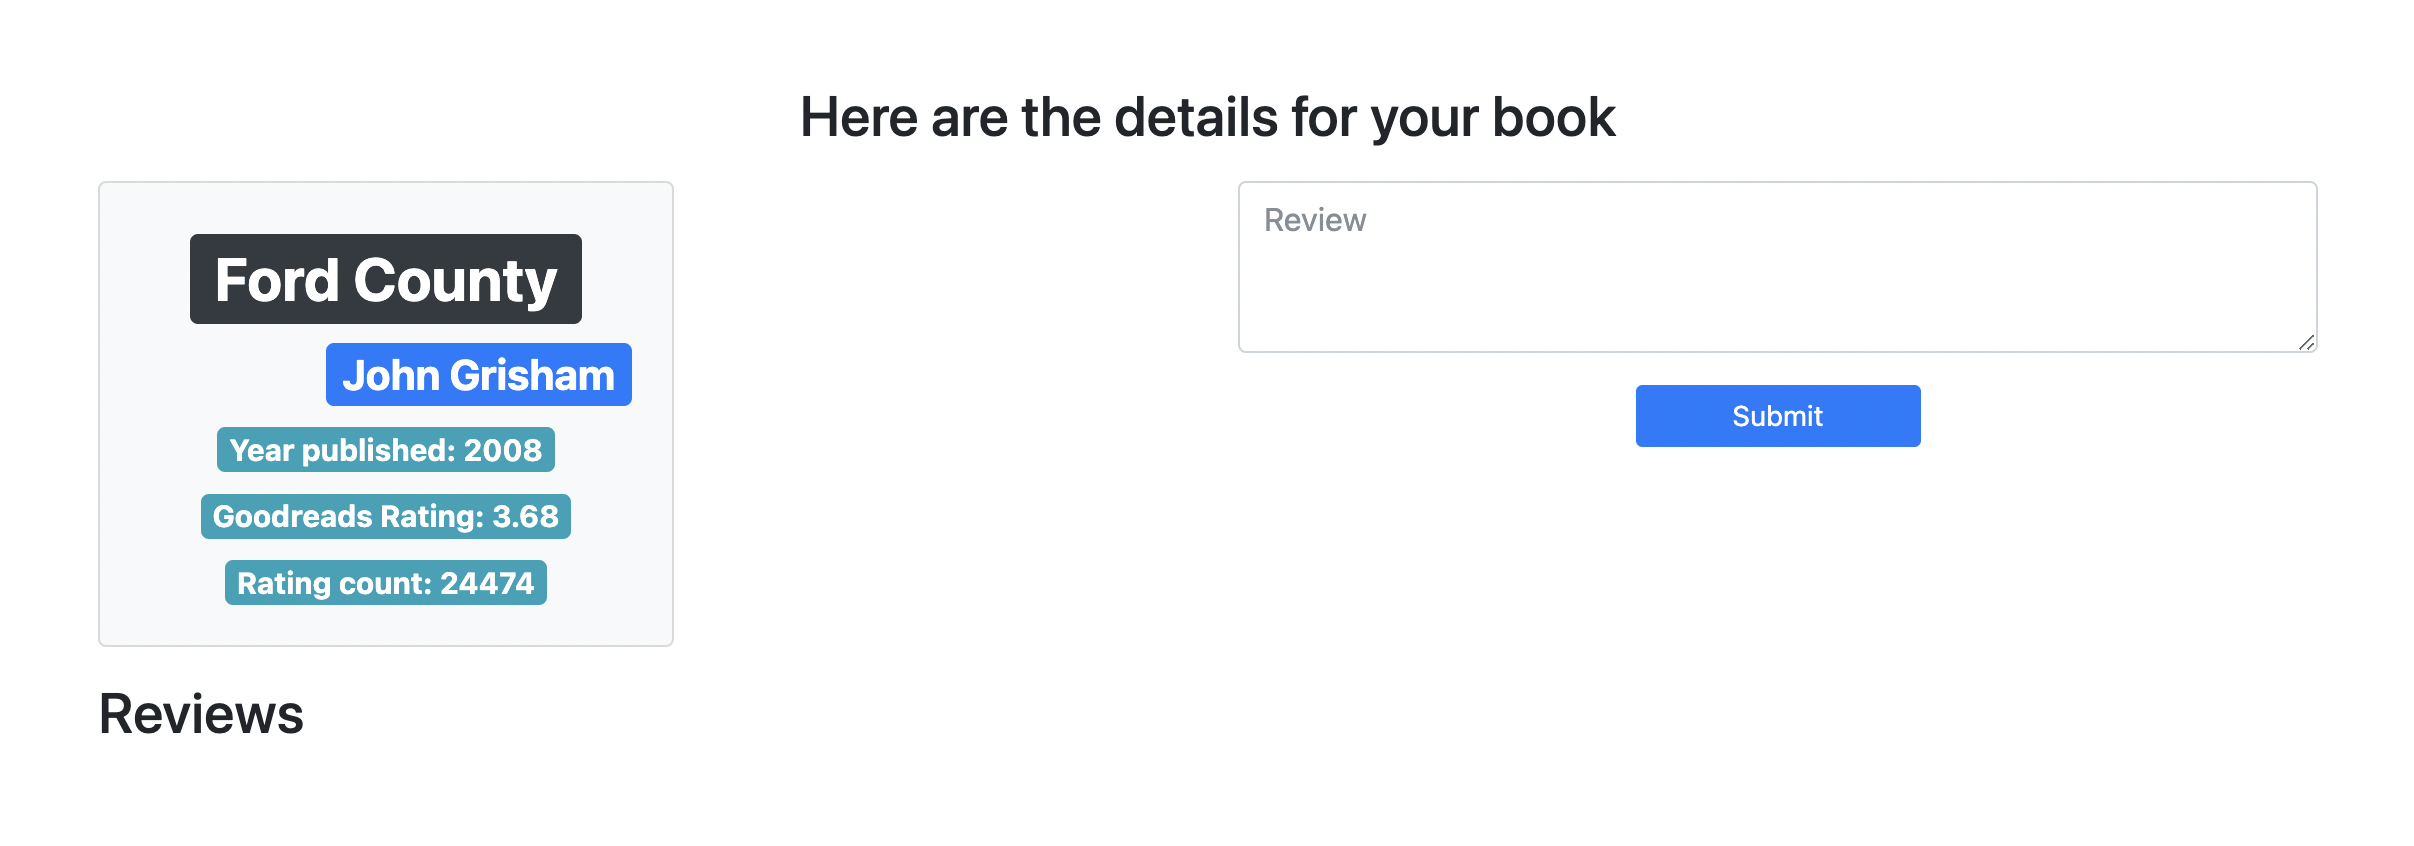 Here are the details for your book
Ford County
John Grisham
Year published: 2008
Goodreads Rating: 3.68
Rating count: 24474
Review
Submit
Reviews